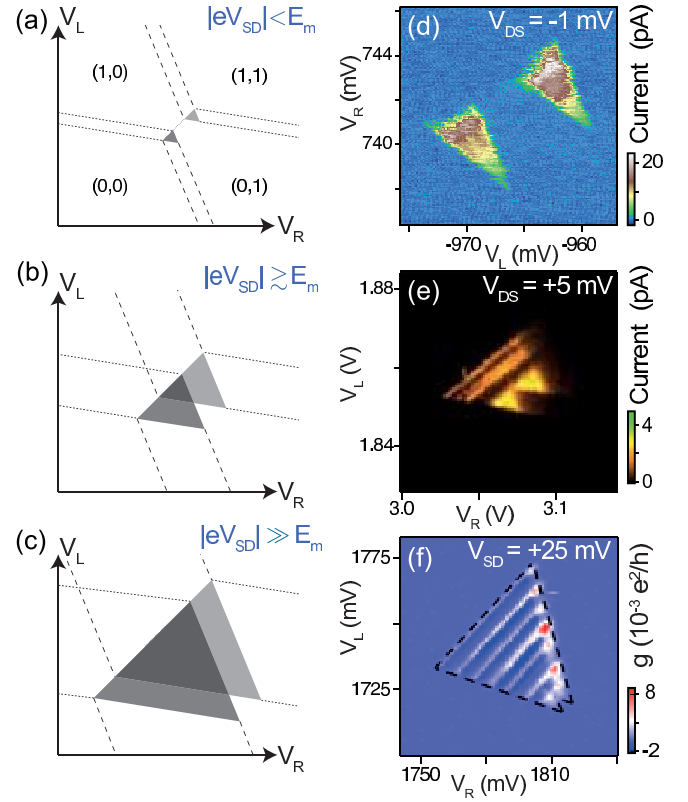 (a)
V_L
|eV_SD| < E_m
(1,0)
(1,1)
(0,0)
(0,1)
V_R
(b)
V_L
|eV_SD| ≳ E_m
V_R
(c)
V_L
|eV_SD| ≫ E_m
V_R
(d)
V_DS = -1 mV
744
740
V_R (mV)
-970
-960
V_L (mV)
Current (pA)
20
0
(e)
V_DS = +5 mV
1.88
1.84
V_L (V)
3.0
3.1
V_R (V)
Current (pA)
4
0
(f)
V_SD = +25 mV
1775
1725
V_L (mV)
1750
1810
V_R (mV)
g (10⁻³ e²/h)
8
-2